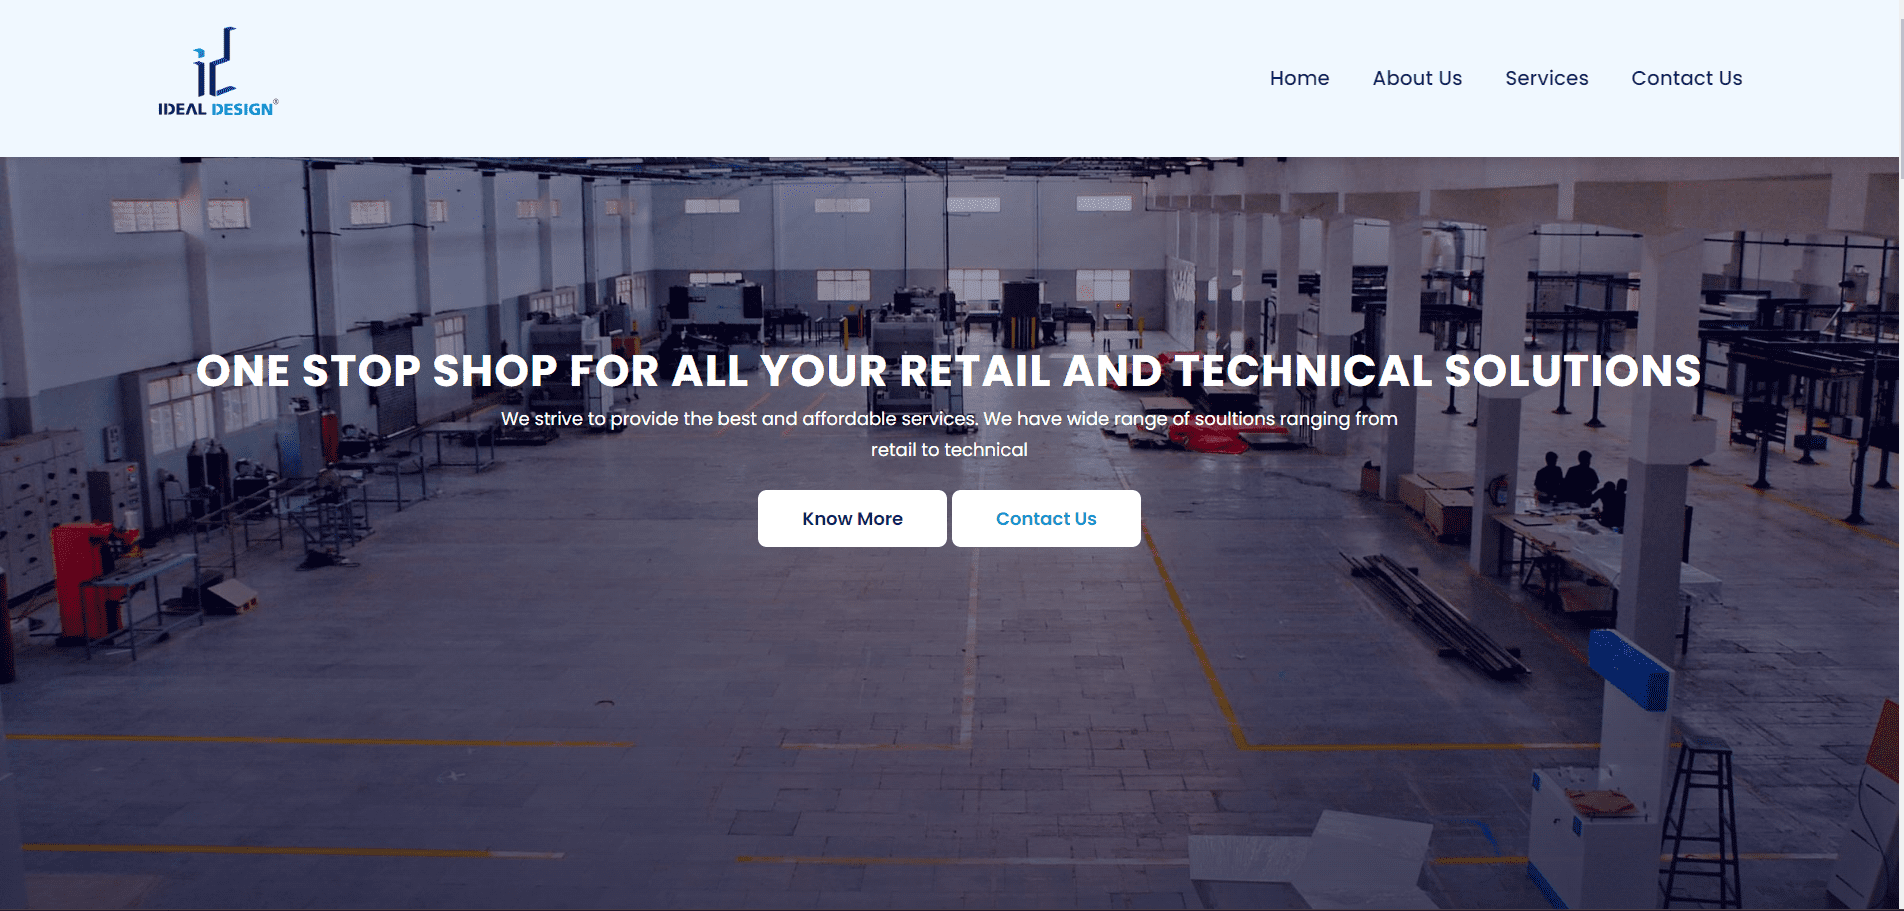 IDEAL DESIGN®
Home
About Us
Services
Contact Us
ONE STOP SHOP FOR ALL YOUR RETAIL AND TECHNICAL SOLUTIONS
We strive to provide the best and affordable services. We have wide range of soultions ranging from
retail to technical
Know More
Contact Us